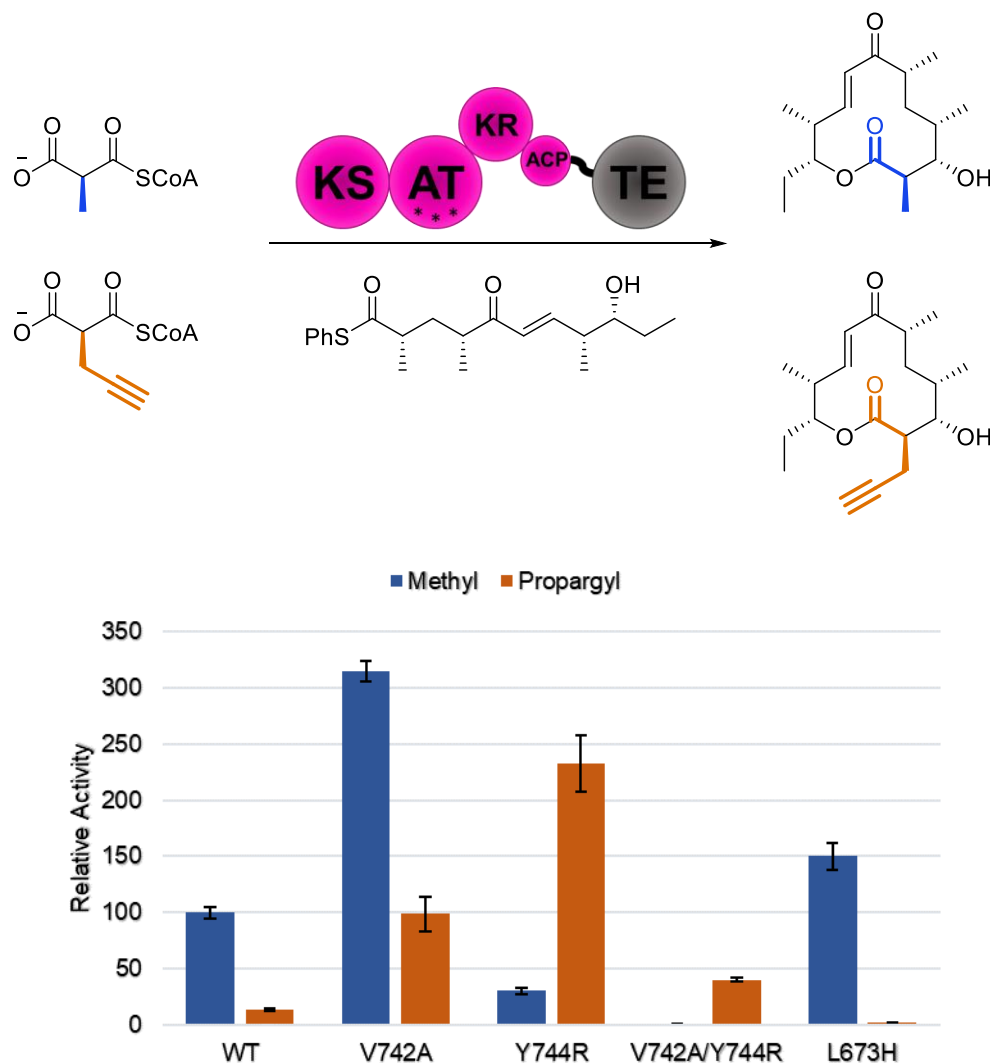 O
O
O
−
O
SCoA
O
O
OH
KS
AT
* * *
KR
ACP
TE
O
O
−
O
SCoA
O
O
OH
PhS
O
O
O
OH
■ Methyl ■ Propargyl
Relative Activity
350
300
250
200
150
100
50
0
WT V742A Y744R V742A/Y744R L673H